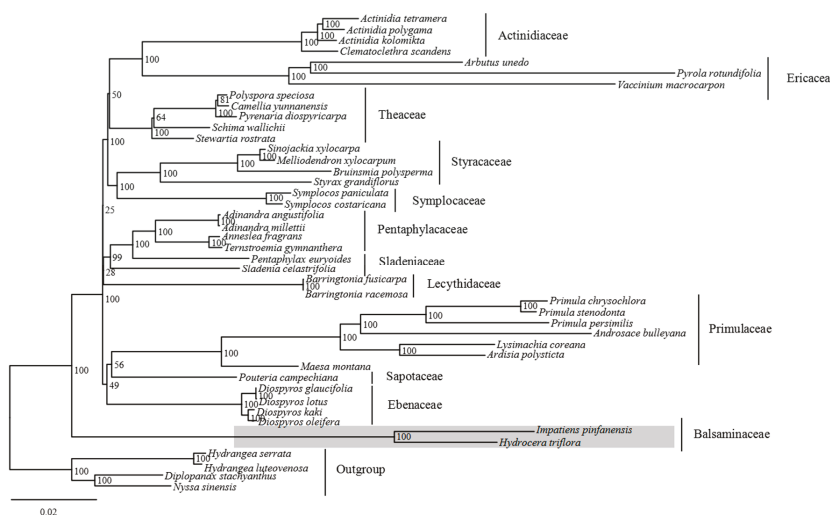 Actinidia tetramera
100
Actinidia polygama
100
Actinidia kolomikta
100
Clematoclethra scandens
Actinidiaceae
100
Arbutus unedo
100
Pyrola rotundifolia
100
Vaccinium macrocarpon
Ericacea
50
Polyspora speciosa
81
Camellia yunnanensis
100
Pyrenaria diospyricarpa
64
Schima wallichii
100
Stewartia rostrata
Theaceae
100
Sinojackia xylocarpa
100
Melliodendron xylocarpum
100
Bruinsmia polysperma
100
Styrax grandiflorus
Styracaceae
100
Symplocos paniculata
100
Symplocos costaricana
Symplocaceae
25
Adinandra angustifolia
100
Adinandra millettii
100
Anneslea fragrans
100
Ternstroemia gymnanthera
100
Pentaphylacaceae
Pentaphylax euryoides
99
Sladenia celastrifolia
Sladeniaceae
28
Barringtonia fusicarpa
100
Barringtonia racemosa
Lecythidaceae
100
Primula chrysochlora
100
Primula stenodonta
100
Primula persimilis
100
Androsace bulleyana
100
Lysimachia coreana
100
Ardisia polysticta
100
Maesa montana
Primulaceae
56
Pouteria campechiana
Sapotaceae
49
Diospyros glaucifolia
100
Diospyros lotus
100
Diospyros kaki
100
Diospyros oleifera
Ebenaceae
100
Impatiens pinfanensis
100
Hydrocera triflora
Balsaminaceae
Hydrangea serrata
100
Hydrangea luteovenosa
100
Diplopanax stachyanthus
100
Nyssa sinensis
Outgroup
0.02